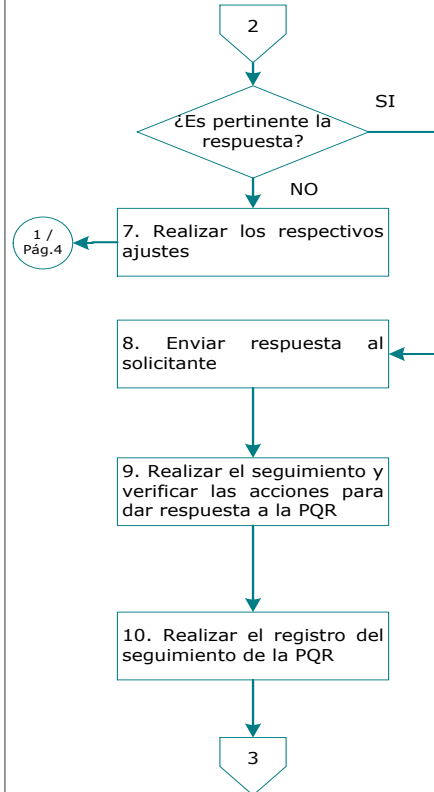 2
¿Es pertinente la
respuesta?
SI
NO
1 /
Pág.4
7. Realizar los respectivos
ajustes
8. Enviar respuesta al
solicitante
9. Realizar el seguimiento y
verificar las acciones para
dar respuesta a la PQR
10. Realizar el registro del
seguimiento de la PQR
3